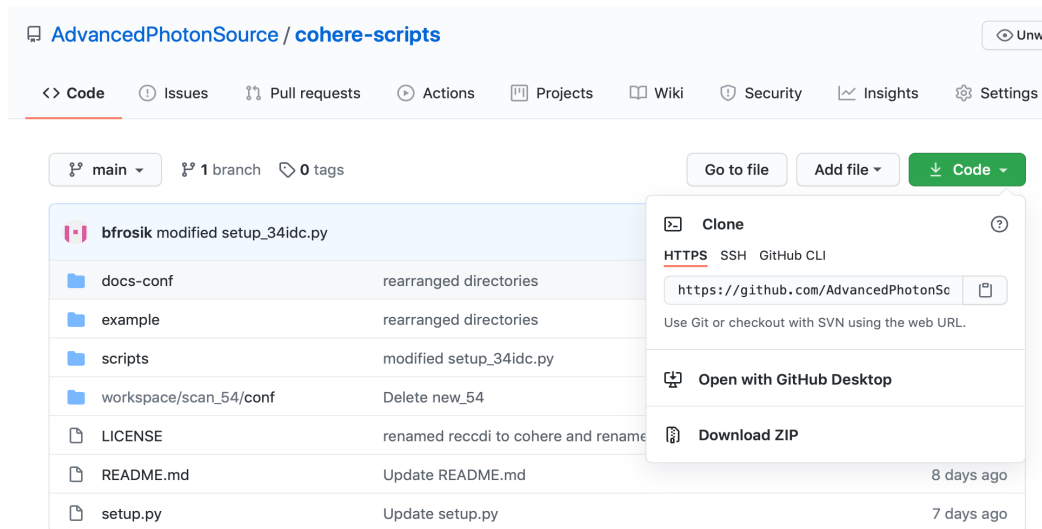 AdvancedPhotonSource / cohere-scripts
Unw
<> Code Issues Pull requests Actions Projects Wiki Security Insights Settings
main 1 branch 0 tags Go to file Add file Code
bfrosik modified setup_34idc.py
Clone
HTTPS SSH GitHub CLI
docs-conf rearranged directories
https://github.com/AdvancedPhotonSo
example rearranged directories
Use Git or checkout with SVN using the web URL.
scripts modified setup_34idc.py
Open with GitHub Desktop
workspace/scan_54/conf Delete new_54
LICENSE renamed reccdi to cohere and rename
Download ZIP
README.md Update README.md 8 days ago
setup.py Update setup.py 7 days ago